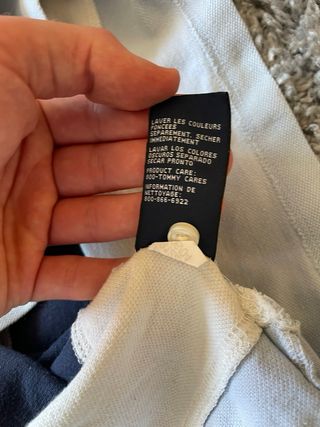 LAVER LES COULEURS
FONCEES
SEPAREMENT. SECHER
IMMEDIATEMENT
LAVAR LOS COLORES
OSCUROS SEPARADO
SECAR PRONTO
PRODUCT CARE:
800-TOMMY CARES
INFORMATION DE
NETTOYAGE:
800-866-6922